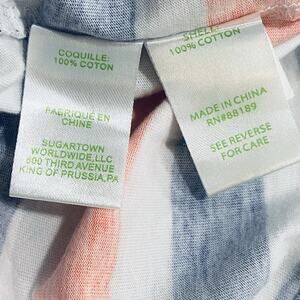 COQUILLE:
100% COTON
FABRIQUÉ EN
CHINE
SUGARTOWN
WORLDWIDE, LLC
800 THIRD AVENUE
KING OF PRUSSIA, PA
SHELL:
100% COTTON
MADE IN CHINA
RN#88189
SEE REVERSE
FOR CARE